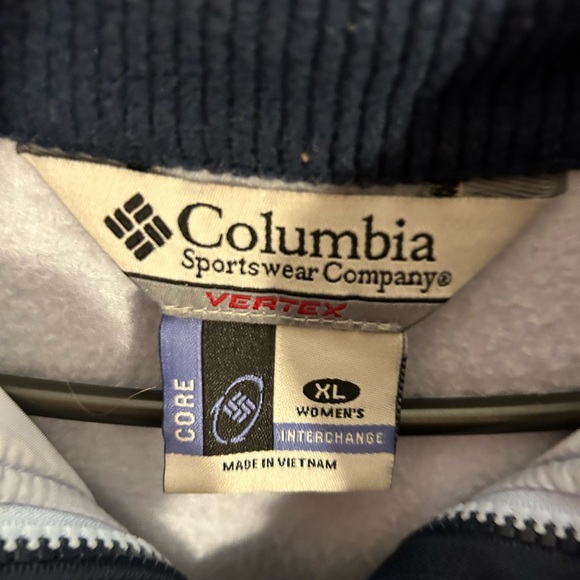 Columbia
Sportswear Company®
VERTEX
CORE
XL
WOMEN'S
INTERCHANGE
MADE IN VIETNAM